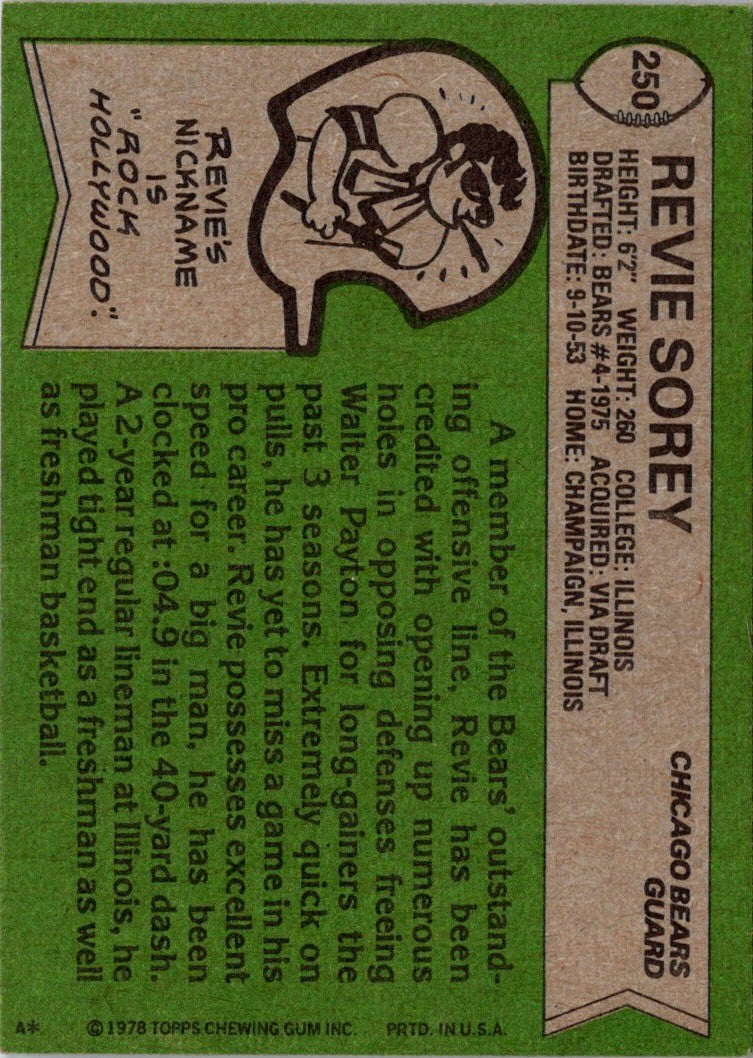 250
REVIE SOREY
CHICAGO BEARS
GUARD
HEIGHT: 6'2" WEIGHT: 260 COLLEGE: ILLINOIS
DRAFTED: BEARS #4-1975 ACQUIRED: VIA DRAFT
BIRTHDATE: 9-10-53 HOME: CHAMPAIGN, ILLINOIS
REVIE'S
NICKNAME
IS
"ROCK
HOLLYWOOD."
A member of the Bears' outstand-
ing offensive line, Revie has been
credited with opening up numerous
holes in opposing defenses freeing
Walter Payton for long-gainers the
past 3 seasons. Extremely quick on
pulls, he has yet to miss a game in his
pro career. Revie possesses excellent
speed for a big man, he has been
clocked at :04.9 in the 40-yard dash.
A 2-year regular lineman at Illinois, he
played tight end as a freshman as well
as freshman basketball.
A* © 1978 TOPPS CHEWING GUM INC. PRTD. IN U.S.A.